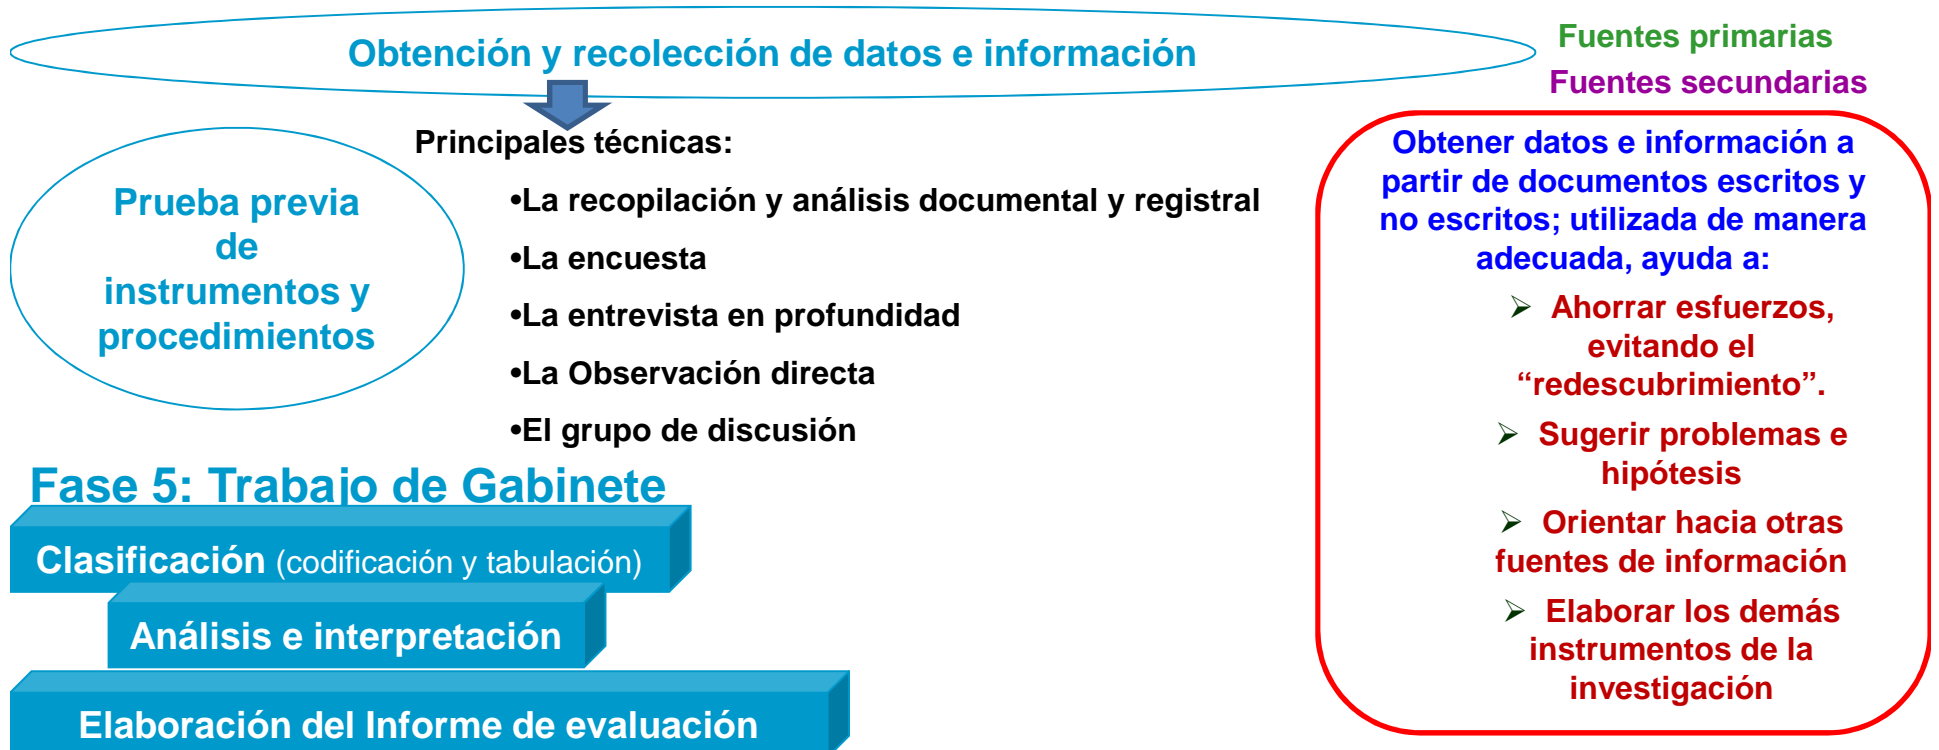 Obtención y recolección de datos e información
Fuentes primarias
Fuentes secundarias
Prueba previa
de
instrumentos y
procedimientos
Principales técnicas:
•La recopilación y análisis documental y registral
•La encuesta
•La entrevista en profundidad
•La Observación directa
•El grupo de discusión
Obtener datos e información a
partir de documentos escritos y
no escritos; utilizada de manera
adecuada, ayuda a:
➢ Ahorrar esfuerzos,
evitando el
“redescubrimiento”.
➢ Sugerir problemas e
hipótesis
➢ Orientar hacia otras
fuentes de información
➢ Elaborar los demás
instrumentos de la
investigación
Fase 5: Trabajo de Gabinete
Clasificación (codificación y tabulación)
Análisis e interpretación
Elaboración del Informe de evaluación